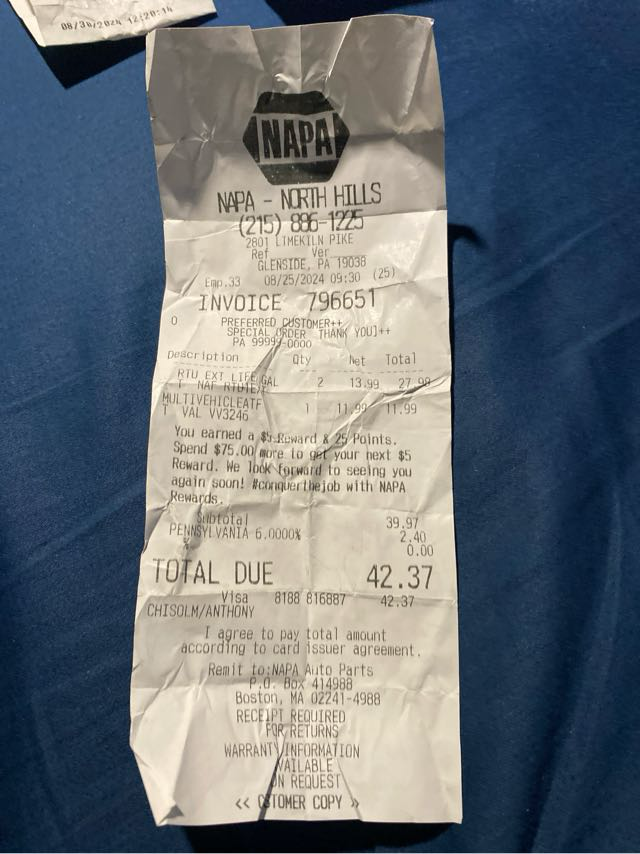 08/30/2024 12:20:14
NAPA
NAPA - NORTH HILLS
(215) 886-1225
2801 LIMEKILN PIKE
Ref Ver
GLENSIDE, PA 19038
Emp.33 08/25/2024 09:30 (25)
INVOICE 796651
0 PREFERRED CUSTOMER++
SPECIAL ORDER THANK YOU]++
PA 99999-0000
Description Qty Net Total
RTU EXT LIFE GAL 2 13.99 27.98
T NAF
MULTIVEHICLEATF 1 11.99 11.99
T VAL VV3246
You earned a $5 Reward & 25 Points.
Spend $75.00 more to get your next $5
Reward. We look forward to seeing you
again soon! #conquerthejob with NAPA
Rewards.
Subtotal 39.97
PENNSYLVANIA 6.0000% 2.40
% 0.00
TOTAL DUE 42.37
Visa 8188 816887 42.37
CHISOLM/ANTHONY
I agree to pay total amount
according to card issuer agreement.
Remit to:NAPA Auto Parts
P.O. Box 414988
Boston, MA 02241-4988
RECEIPT REQUIRED
FOR RETURNS
WARRANTY INFORMATION
AVAILABLE
ON REQUEST
<< CSTOMER COPY >>